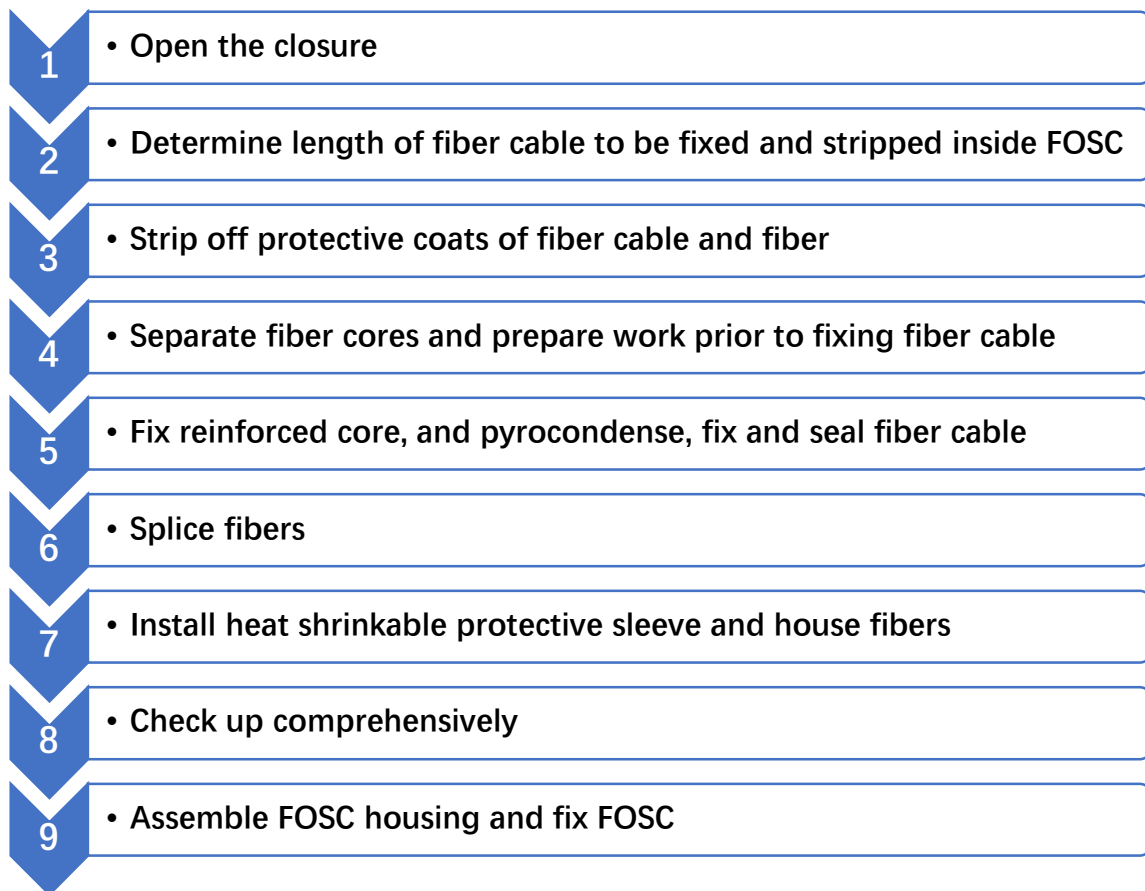 1
• Open the closure
2
• Determine length of fiber cable to be fixed and stripped inside FOSC
3
• Strip off protective coats of fiber cable and fiber
4
• Separate fiber cores and prepare work prior to fixing fiber cable
5
• Fix reinforced core, and pyrocondense, fix and seal fiber cable
6
• Splice fibers
7
• Install heat shrinkable protective sleeve and house fibers
8
• Check up comprehensively
9
• Assemble FOSC housing and fix FOSC